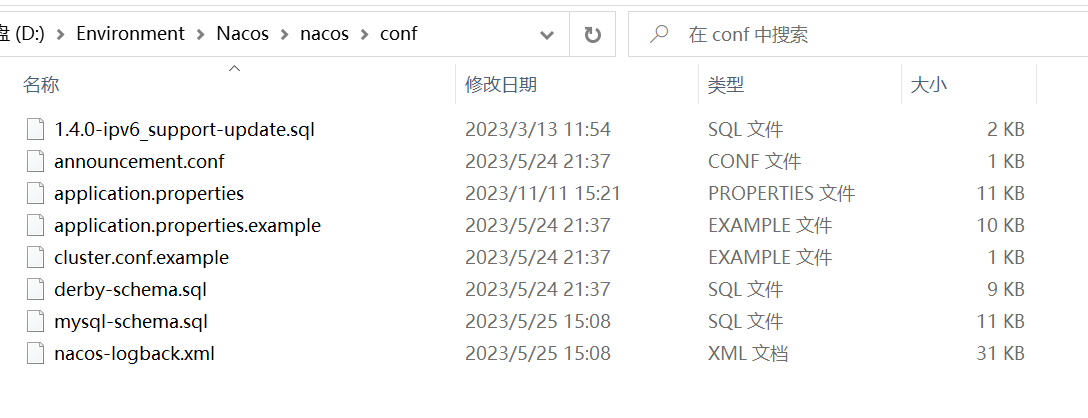 盘 (D:) > Environment > Nacos > nacos > conf 在 conf 中搜索
名称 修改日期 类型 大小
1.4.0-ipv6_support-update.sql 2023/3/13 11:54 SQL 文件 2 KB
announcement.conf 2023/5/24 21:37 CONF 文件 1 KB
application.properties 2023/11/11 15:21 PROPERTIES 文件 11 KB
application.properties.example 2023/5/24 21:37 EXAMPLE 文件 10 KB
cluster.conf.example 2023/5/24 21:37 EXAMPLE 文件 1 KB
derby-schema.sql 2023/5/24 21:37 SQL 文件 9 KB
mysql-schema.sql 2023/5/25 15:08 SQL 文件 11 KB
nacos-logback.xml 2023/5/25 15:08 XML 文档 31 KB